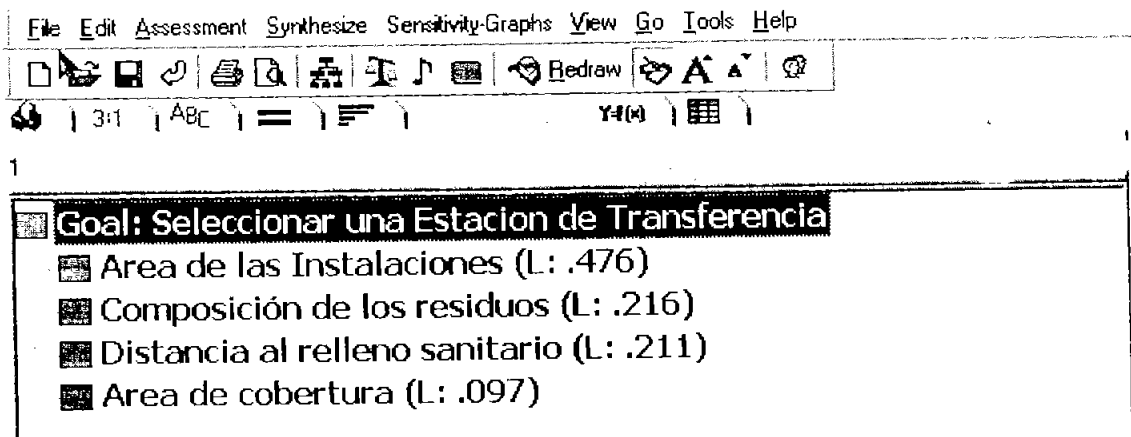 File Edit Assessment Synthesize Sensitivity-Graphs View Go Tools Help
Redraw A A
3:1 ABC Y=f(x)
1
Goal: Seleccionar una Estacion de Transferencia
Area de las Instalaciones (L: .476)
Composición de los residuos (L: .216)
Distancia al relleno sanitario (L: .211)
Area de cobertura (L: .097)